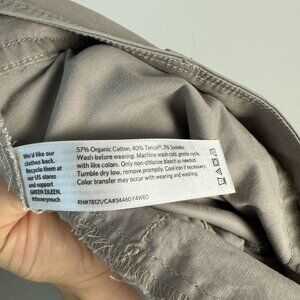 We'd like our
clothes back.
Recycle them at
our US stores
and support
GREEN EILEEN.
#thaverymuch
57% Organic Cotton, 40% Tencel®, 3% Spandex
Wash before wearing. Machine wash cold, gentle cycle,
with like colors. Only non-chlorine bleach as needed.
Tumble dry low, remove promptly. Cool iron if necessary.
Color transfer may occur with wearing or washing.
RN#78121/CA#34460 F4WEO